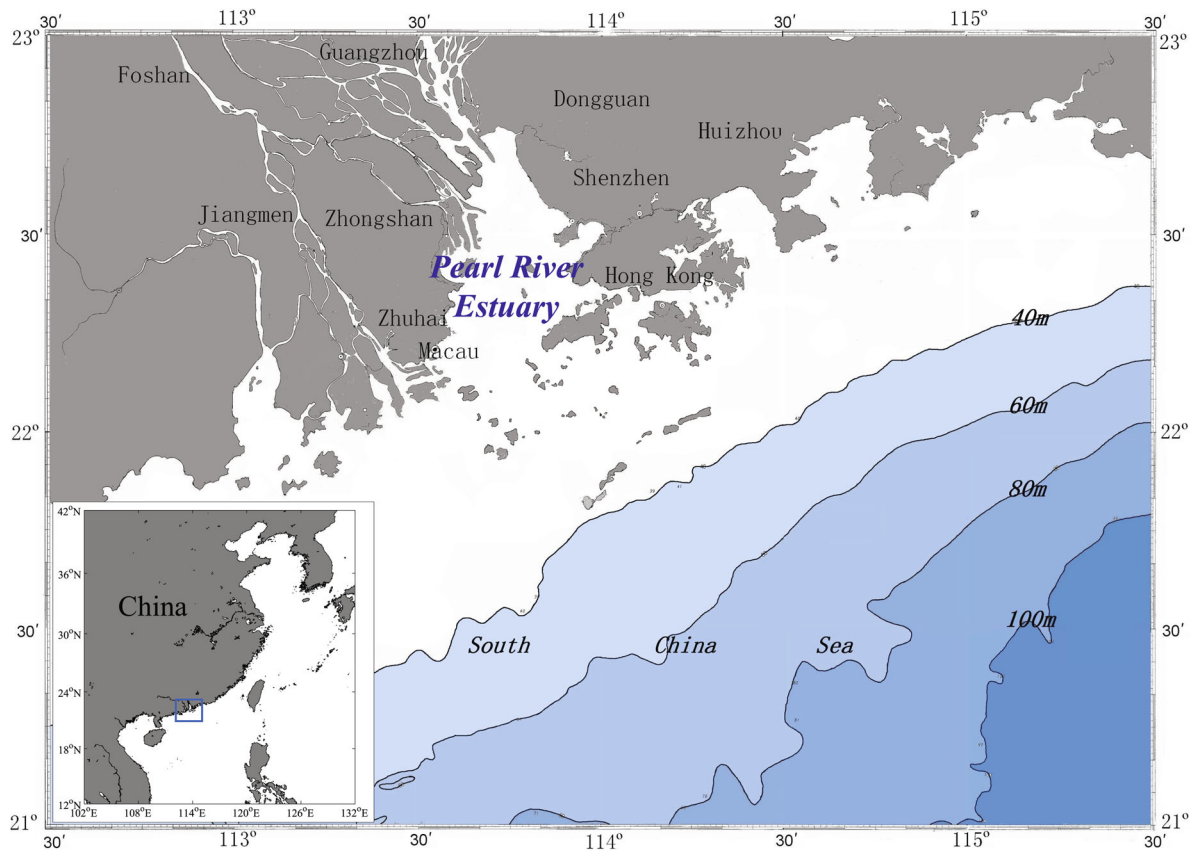 30′ 113° 30′ 114° 30′ 115° 30′
23° 23°
Guangzhou
Foshan
Dongguan
Huizhou
Shenzhen
Jiangmen
Zhongshan
30′ 30′
Pearl River
Estuary
Hong Kong
Zhuhai
Macau
40m
60m
22° 22°
80m
100m
30′ 30′
South China Sea
42°N
36°N
China
30°N
24°N
18°N
12°N
102°E 108°E 114°E 120°E 126°E 132°E
21° 21°
30′ 113° 30′ 114° 30′ 115° 30′